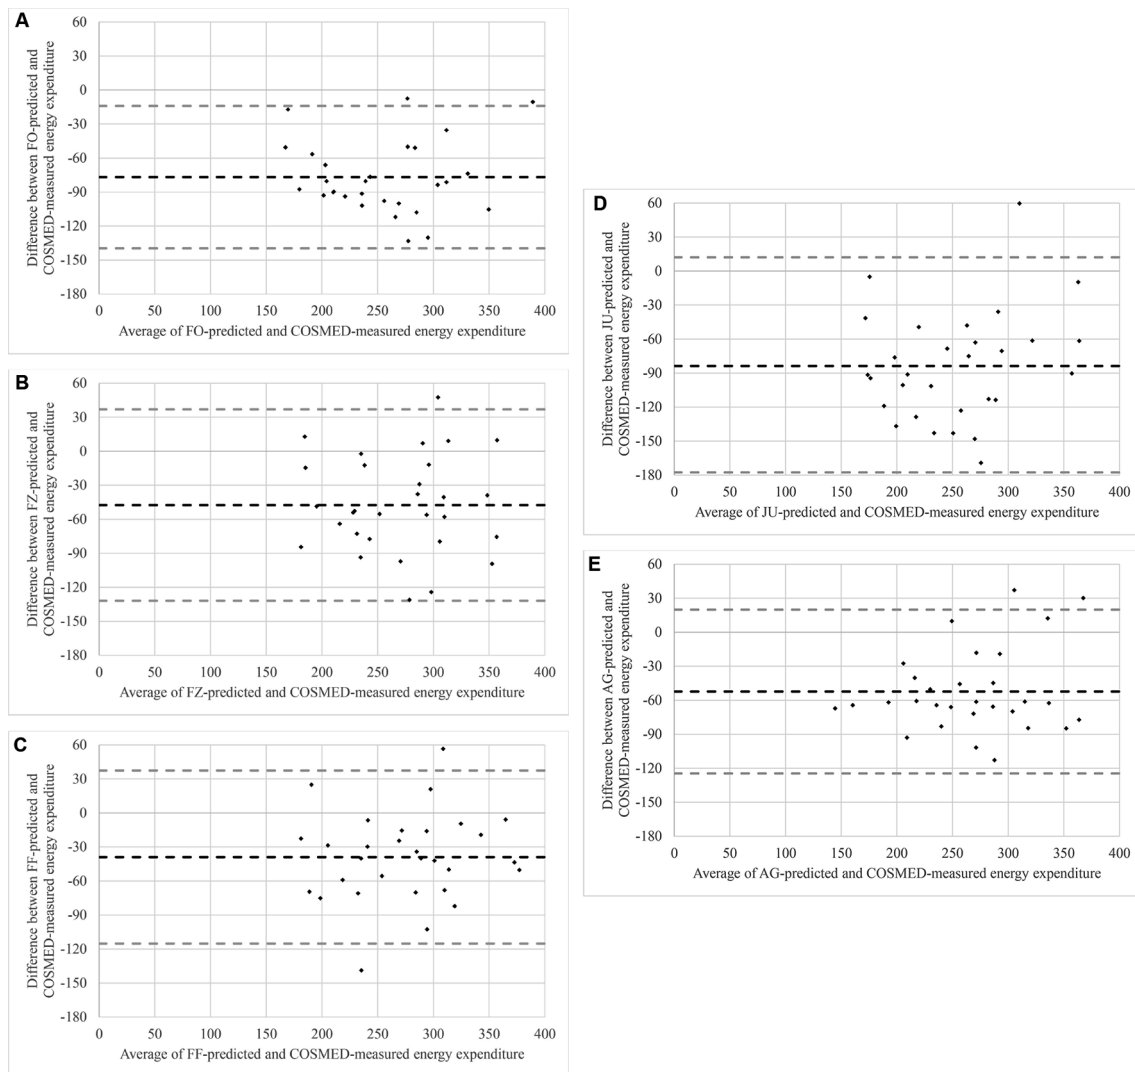 A
Difference between FO-predicted and
COSMED-measured energy expenditure
60
30
0
-30
-60
-90
-120
-150
-180
0 50 100 150 200 250 300 350 400
Average of FO-predicted and COSMED-measured energy expenditure
B
Difference between FZ-predicted and
COSMED-measured energy expenditure
60
30
0
-30
-60
-90
-120
-150
-180
0 50 100 150 200 250 300 350 400
Average of FZ-predicted and COSMED-measured energy expenditure
C
Difference between FF-predicted and
COSMED-measured energy expenditure
60
30
0
-30
-60
-90
-120
-150
-180
0 50 100 150 200 250 300 350 400
Average of FF-predicted and COSMED-measured energy expenditure
D
Difference between JU-predicted and
COSMED-measured energy expenditure
60
30
0
-30
-60
-90
-120
-150
-180
0 50 100 150 200 250 300 350 400
Average of JU-predicted and COSMED-measured energy expenditure
E
Difference between AG-predicted and
COSMED-measured energy expenditure
60
30
0
-30
-60
-90
-120
-150
-180
0 50 100 150 200 250 300 350 400
Average of AG-predicted and COSMED-measured energy expenditure